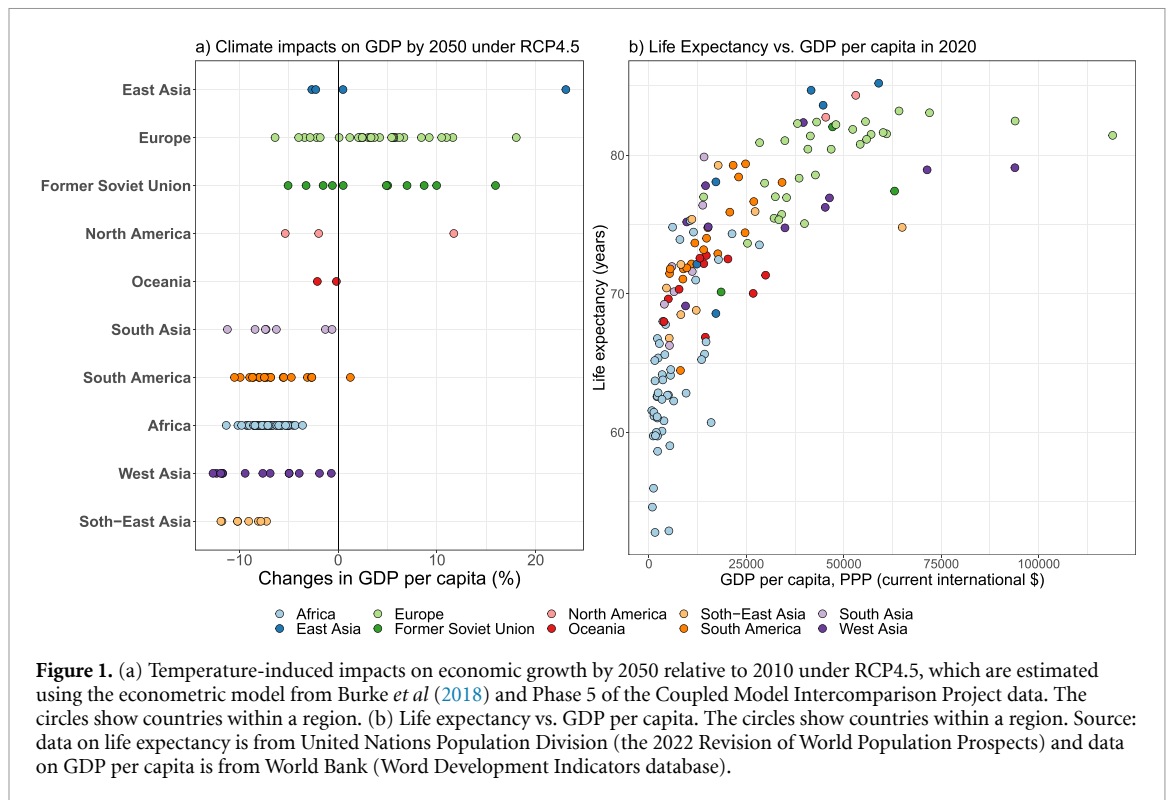 a) Climate impacts on GDP by 2050 under RCP4.5
East Asia
Europe
Former Soviet Union
North America
Oceania
South Asia
South America
Africa
West Asia
Soth−East Asia
−10 0 10 20
Changes in GDP per capita (%)
b) Life Expectancy vs. GDP per capita in 2020
Life expectancy (years)
80
70
60
0 25000 50000 75000 100000
GDP per capita, PPP (current international $)
Africa Europe North America Soth−East Asia South Asia
East Asia Former Soviet Union Oceania South America West Asia
Figure 1. (a) Temperature-induced impacts on economic growth by 2050 relative to 2010 under RCP4.5, which are estimated
using the econometric model from Burke et al (2018) and Phase 5 of the Coupled Model Intercomparison Project data. The
circles show countries within a region. (b) Life expectancy vs. GDP per capita. The circles show countries within a region. Source:
data on life expectancy is from United Nations Population Division (the 2022 Revision of World Population Prospects) and data
on GDP per capita is from World Bank (Word Development Indicators database).